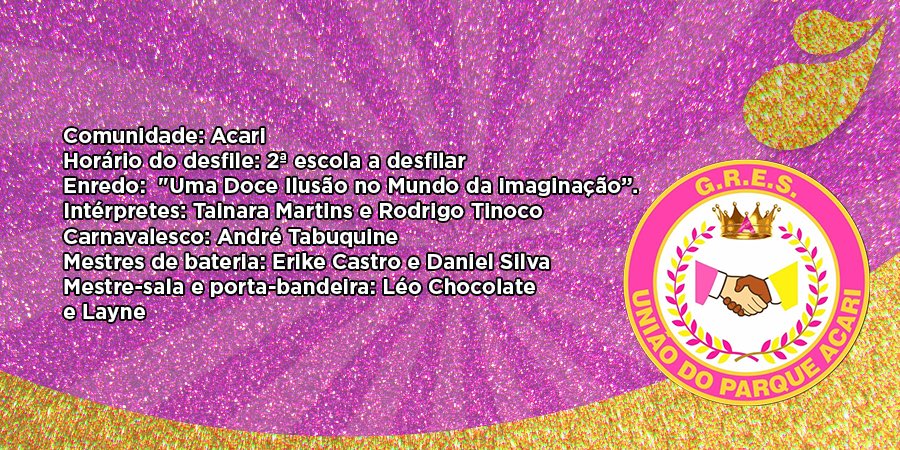 Comunidade: Acari
Horário do desfile: 2ª escola a desfilar
Enredo:  "Uma Doce Ilusão no Mundo da Imaginação”.
Intérpretes: Tainara Martins e Rodrigo Tinoco
Carnavalesco: André Tabuquine
Mestres de bateria: Erike Castro e Daniel Silva
Mestre-sala e porta-bandeira: Léo Chocolate
e Layne
G.R.E.S.
UNIÃO DO PARQUE ACARI